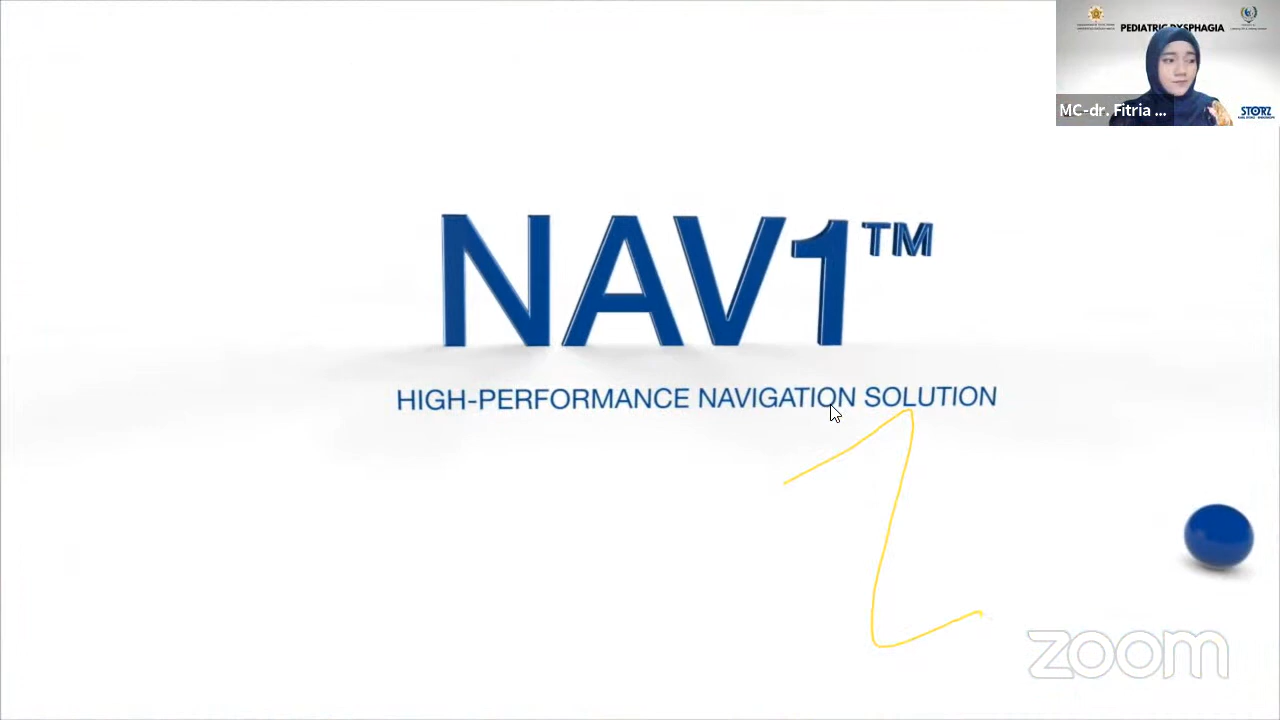 PEDIATRIC DYSPHAGIA
MC-dr. Fitria ...
STORZ
NAV1™
HIGH-PERFORMANCE NAVIGATION SOLUTION
zoom